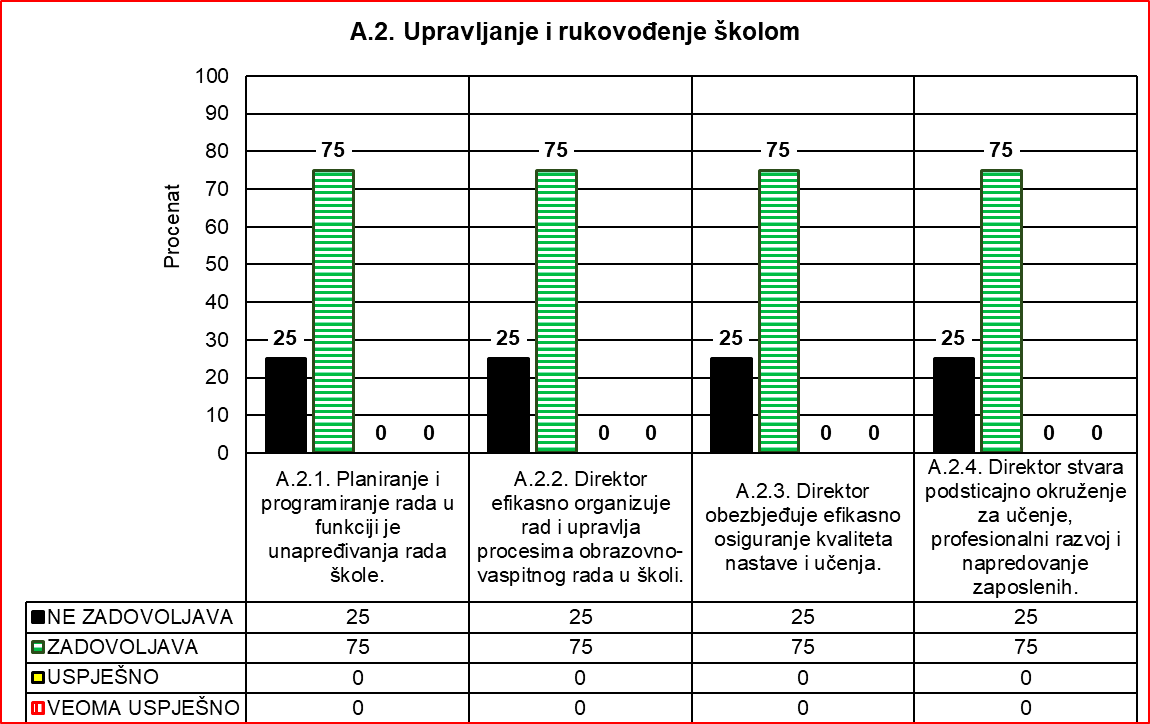 A.2. Upravljanje i rukovođenje školom
Procenat
100
90
80
70
60
50
40
30
20
10
0
25 75 0 0 25 75 0 0 25 75 0 0 25 75 0 0
A.2.1. Planiranje i
programiranje rada u
funkciji je
unapređivanja rada
škole.
A.2.2. Direktor
efikasno organizuje
rad i upravlja
procesima obrazovno-
vaspitnog rada u školi.
A.2.3. Direktor
obezbjeđuje efikasno
osiguranje kvaliteta
nastave i učenja.
A.2.4. Direktor stvara
podsticajno okruženje
za učenje,
profesionalni razvoj i
napredovanje
zaposlenih.
NE ZADOVOLJAVA 25 25 25 25
ZADOVOLJAVA 75 75 75 75
USPJEŠNO 0 0 0 0
VEOMA USPJEŠNO 0 0 0 0